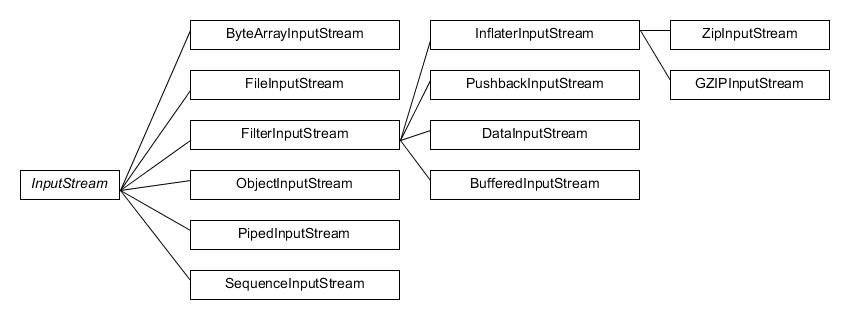 InputStream
ByteArrayInputStream
FileInputStream
FilterInputStream
ObjectInputStream
PipedInputStream
SequenceInputStream
InflaterInputStream
PushbackInputStream
DataInputStream
BufferedInputStream
ZipInputStream
GZIPInputStream